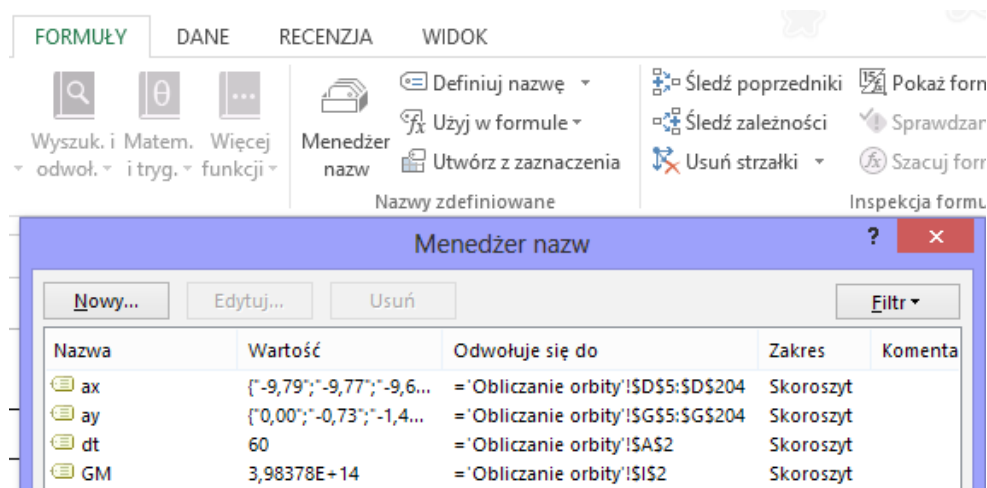 FORMUŁY DANE RECENZJA WIDOK
Definiuj nazwę
Użyj w formule
Utwórz z zaznaczenia
Śledź poprzedniki
Śledź zależności
Usuń strzałki
Pokaż form
Sprawdzan
Szacuj form
Wyszuk. i odwoł.
Matem. i tryg.
Więcej funkcji
Menedżer nazw
Nazwy zdefiniowane
Inspekcja formu
Menedżer nazw ? ×
Nowy... Edytuj... Usuń Filtr
Nazwa Wartość Odwołuje się do Zakres Komenta
ax {"-9,79";"-9,77";"-9,6... ='Obliczanie orbity'!$D$5:$D$204 Skoroszyt
ay {"0,00";"-0,73";"-1,4... ='Obliczanie orbity'!$G$5:$G$204 Skoroszyt
dt 60 ='Obliczanie orbity'!$A$2 Skoroszyt
GM 3,98378E+14 ='Obliczanie orbity'!$I$2 Skoroszyt